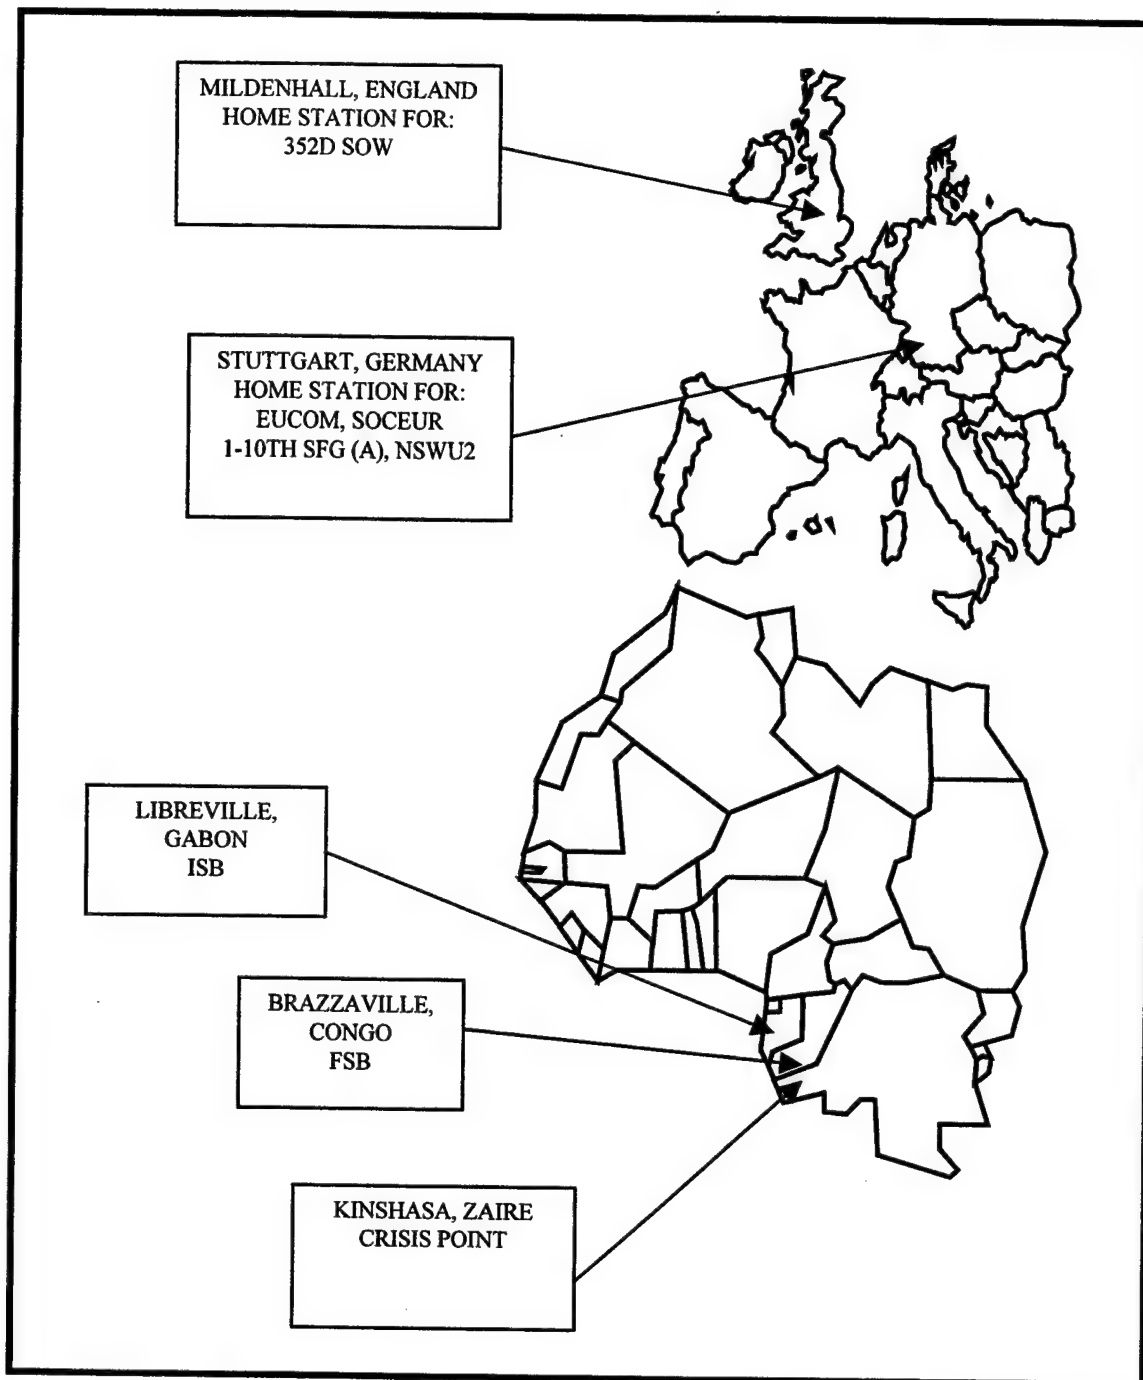 MILDENHALL, ENGLAND
HOME STATION FOR:
352D SOW
STUTTGART, GERMANY
HOME STATION FOR:
EUCOM, SOCEUR
1-10TH SFG (A), NSWU2
LIBREVILLE,
GABON
ISB
BRAZZAVILLE,
CONGO
FSB
KINSHASA, ZAIRE
CRISIS POINT